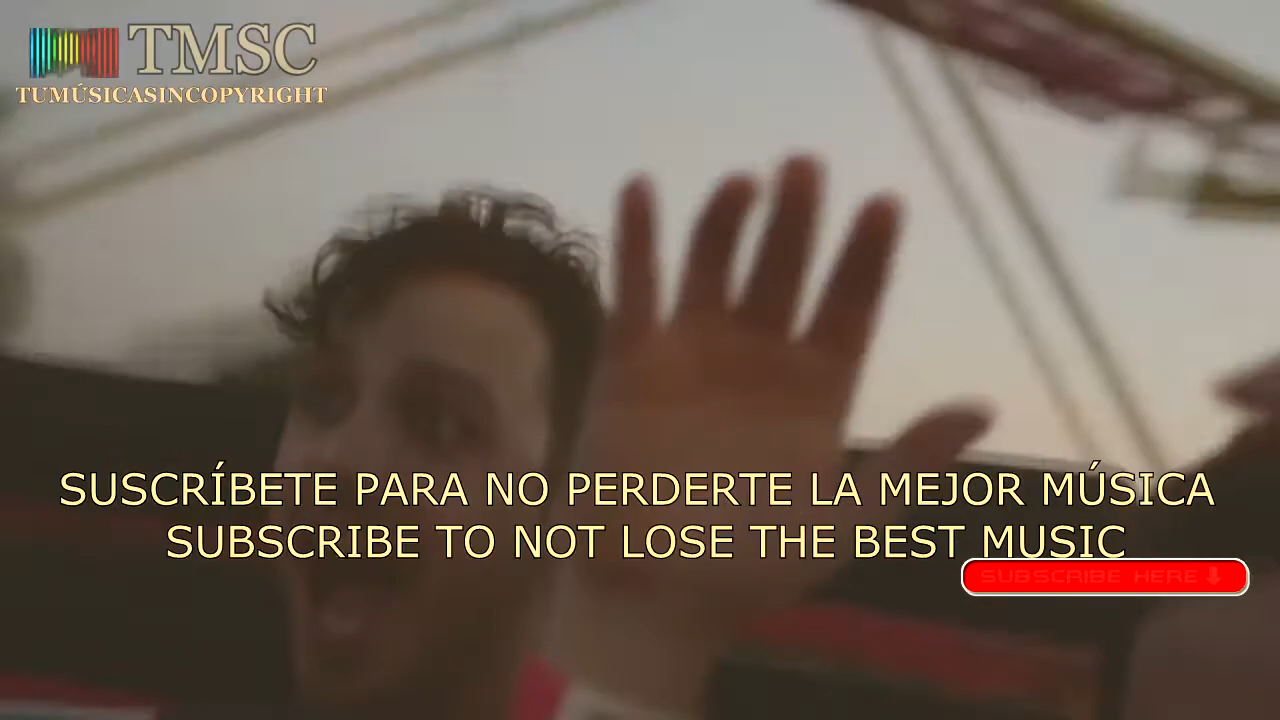 TMSC
TUMÚSICASINCOPYRIGHT
SUSCRÍBETE PARA NO PERDERTE LA MEJOR MÚSICA
SUBSCRIBE TO NOT LOSE THE BEST MUSIC
SUBSCRIBE HERE